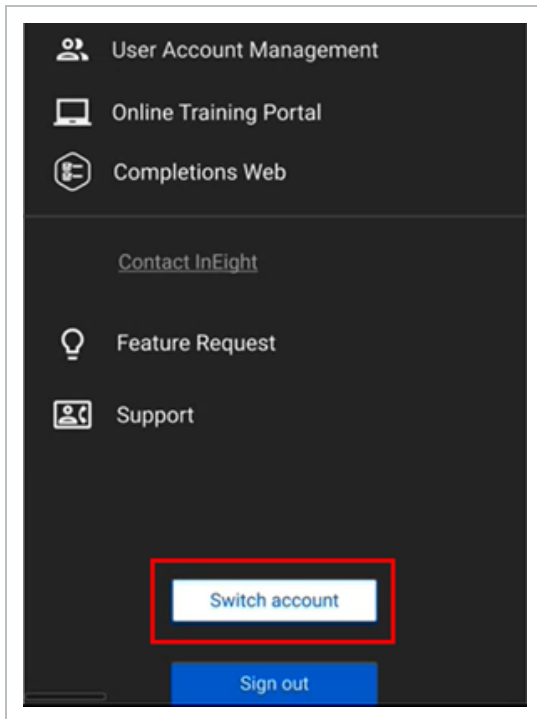 User Account Management
Online Training Portal
Completions Web
Contact InEight
Feature Request
Support
Switch account
Sign out